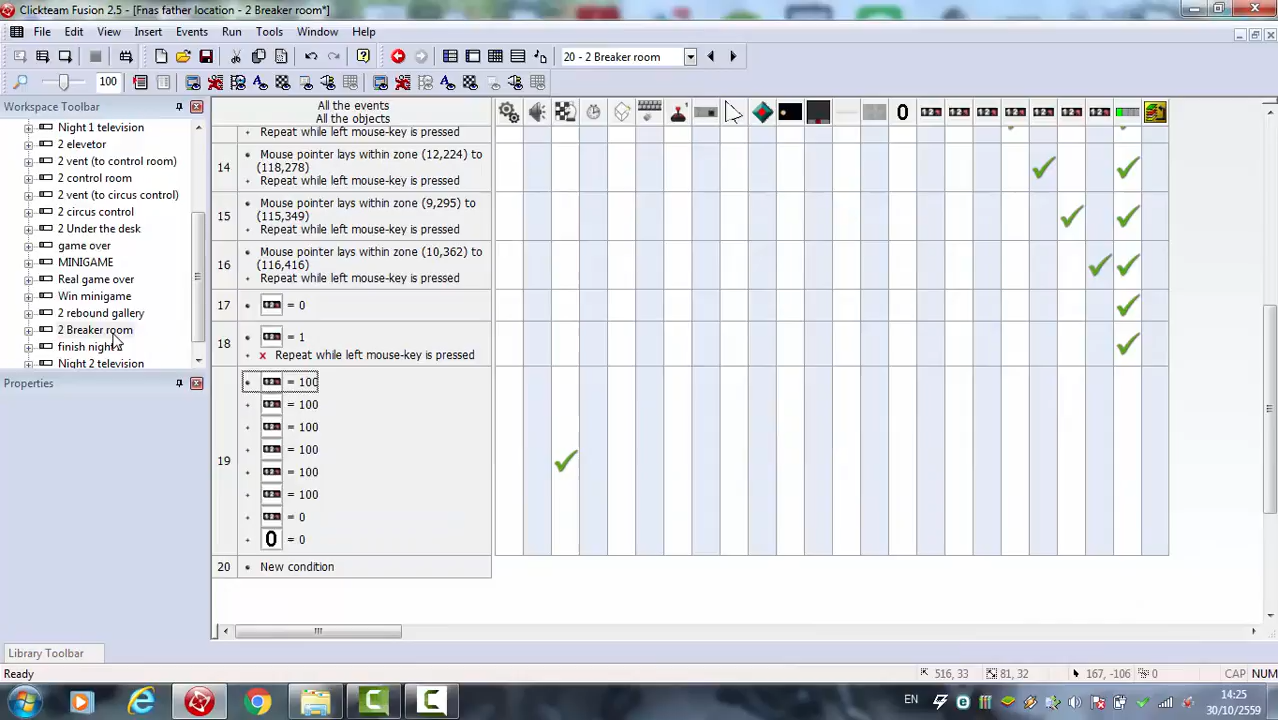 Clickteam Fusion 2.5 - [Fnas father location - 2 Breaker room*]
File Edit View Insert Events Run Tools Window Help
20 - 2 Breaker room
100
Workspace Toolbar
Night 1 television
2 elevetor
2 vent (to control room)
2 control room
2 vent (to circus control)
2 circus control
2 Under the desk
game over
MINIGAME
Real game over
Win minigame
2 rebound gallery
2 Breaker room
finish nights
Night 2 television
Properties
Library Toolbar
All the events
All the objects
0
Repeat while left mouse-key is pressed
14
Mouse pointer lays within zone (12,224) to
(118,278)
Repeat while left mouse-key is pressed
15
Mouse pointer lays within zone (9,295) to
(115,349)
Repeat while left mouse-key is pressed
16
Mouse pointer lays within zone (10,362) to
(116,416)
Repeat while left mouse-key is pressed
17
= 0
18
= 1
x Repeat while left mouse-key is pressed
19
= 100
= 100
= 100
= 100
= 100
= 100
= 0
0 = 0
20
New condition
Ready
516, 33
81, 32
167, -106
0
CAP
NUM
EN
14:25
30/10/2559